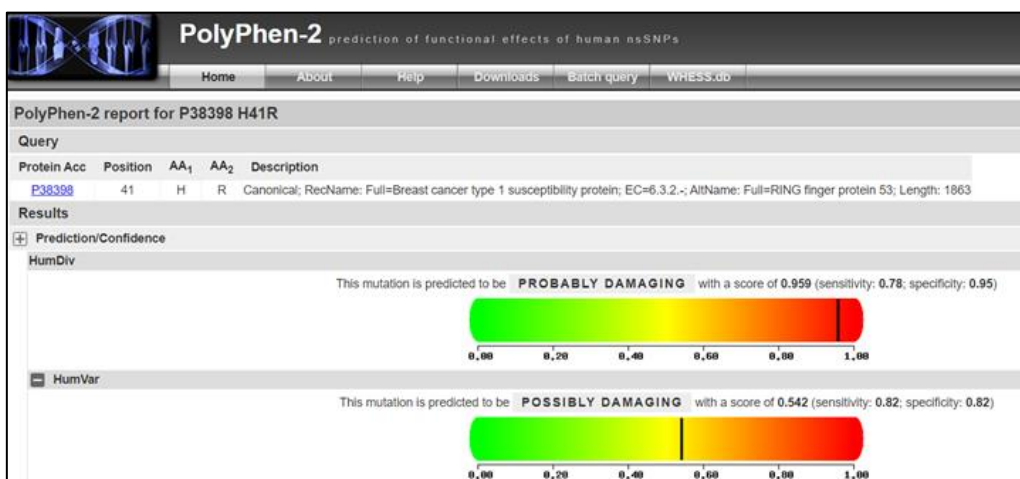 PolyPhen-2 prediction of functional effects of human nsSNPs
Home About Help Downloads Batch query WHESS.db
PolyPhen-2 report for P38398 H41R
Query
Protein Acc Position AA1 AA2 Description
P38398 41 H R Canonical; RecName: Full=Breast cancer type 1 susceptibility protein; EC=6.3.2.-; AltName: Full=RING finger protein 53; Length: 1863
Results
+ Prediction/Confidence
HumDiv
This mutation is predicted to be PROBABLY DAMAGING with a score of 0.959 (sensitivity: 0.78; specificity: 0.95)
0,00 0,20 0,40 0,60 0,80 1,00
HumVar
This mutation is predicted to be POSSIBLY DAMAGING with a score of 0.542 (sensitivity: 0.82; specificity: 0.82)
0,00 0,20 0,40 0,60 0,80 1,00